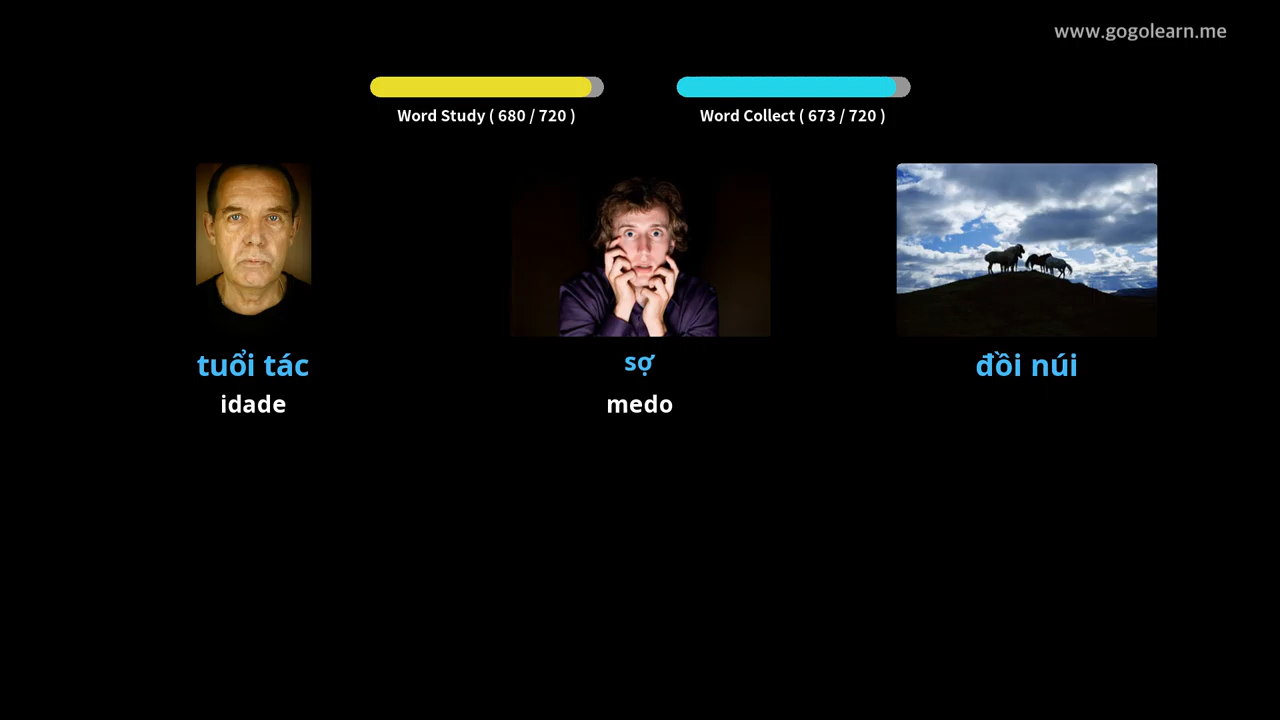 www.gogolearn.me
Word Study ( 680 / 720 )
Word Collect ( 673 / 720 )
tuổi tác
idade
sợ
medo
đồi núi